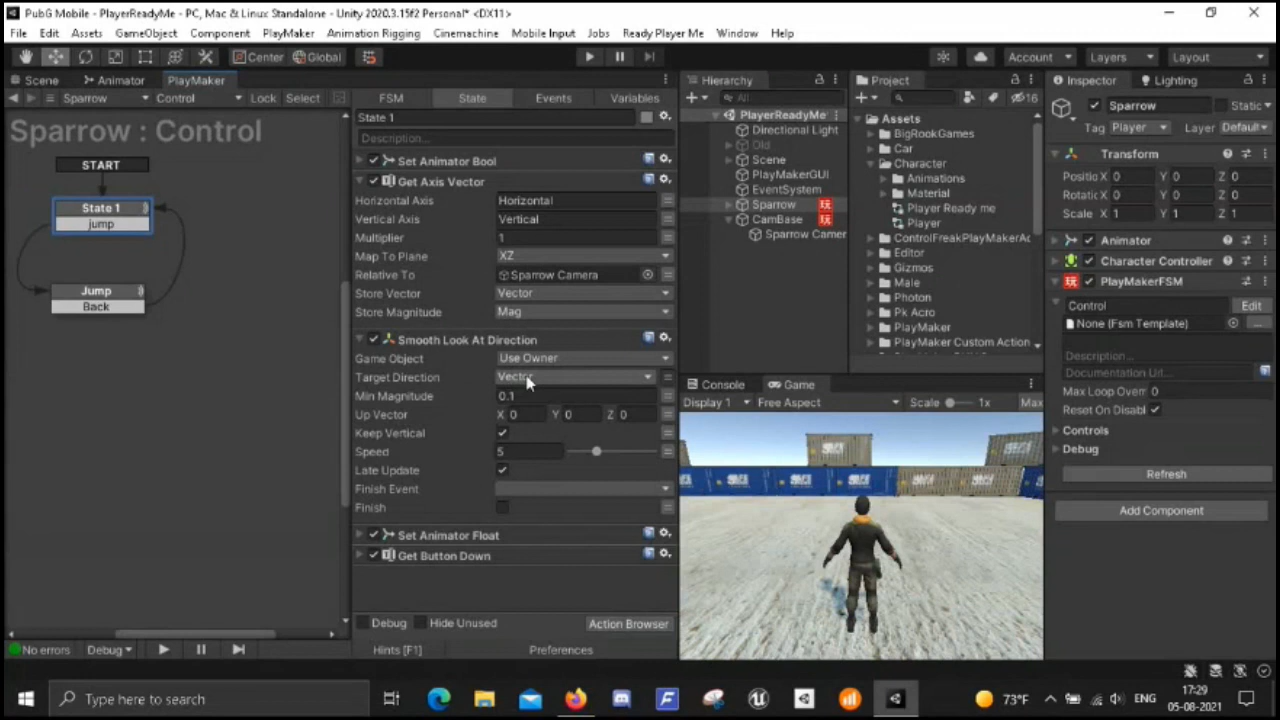 PubG Mobile - PlayerReadyMe - PC, Mac & Linux Standalone - Unity 2020.3.15f2 Personal* <DX11>
File Edit Assets GameObject Component PlayMaker Animation Rigging Cinemachine Mobile Input Jobs Ready Player Me Window Help
Center Global Account Layers Layout
Scene Animator PlayMaker
Sparrow Control Lock Select
FSM State Events Variables
Sparrow : Control
START
State 1
jump
Jump
Back
State 1
Description...
Set Animator Bool
Get Axis Vector
Horizontal Axis Horizontal
Vertical Axis Vertical
Multiplier 1
Map To Plane XZ
Relative To Sparrow Camera
Store Vector Vector
Store Magnitude Mag
Smooth Look At Direction
Game Object Use Owner
Target Direction Vector
Min Magnitude 0.1
Up Vector X 0 Y 0 Z 0
Keep Vertical
Speed 5
Late Update
Finish Event
Finish
Set Animator Float
Get Button Down
Debug Hide Unused Action Browser
No errors Debug Hints [F1] Preferences
Hierarchy
All
PlayerReadyMe
Directional Light
Old
Scene
PlayMakerGUI
EventSystem
Sparrow
CamBase
Sparrow Camer
Project
16
Assets
BigRookGames
Car
Character
Animations
Material
Player Ready me
Player
ControlFreakPlayMakerAc
Editor
Gizmos
Male
Photon
Pk Acro
PlayMaker
PlayMaker Custom Action
Console Game
Display 1 Free Aspect Scale 1x Max
Inspector Lighting
Sparrow Static
Tag Player Layer Default
Transform
Positio X 0 Y 0 Z 0
Rotatic X 0 Y 0 Z 0
Scale X 1 Y 1 Z 1
Animator
Character Controller
PlayMakerFSM
Control Edit
None (Fsm Template) ...
Description...
Documentation Url...
Max Loop Overr 0
Reset On Disabl
Controls
Debug
Refresh
Add Component
Type here to search
73°F ENG 17:29
05-08-2021